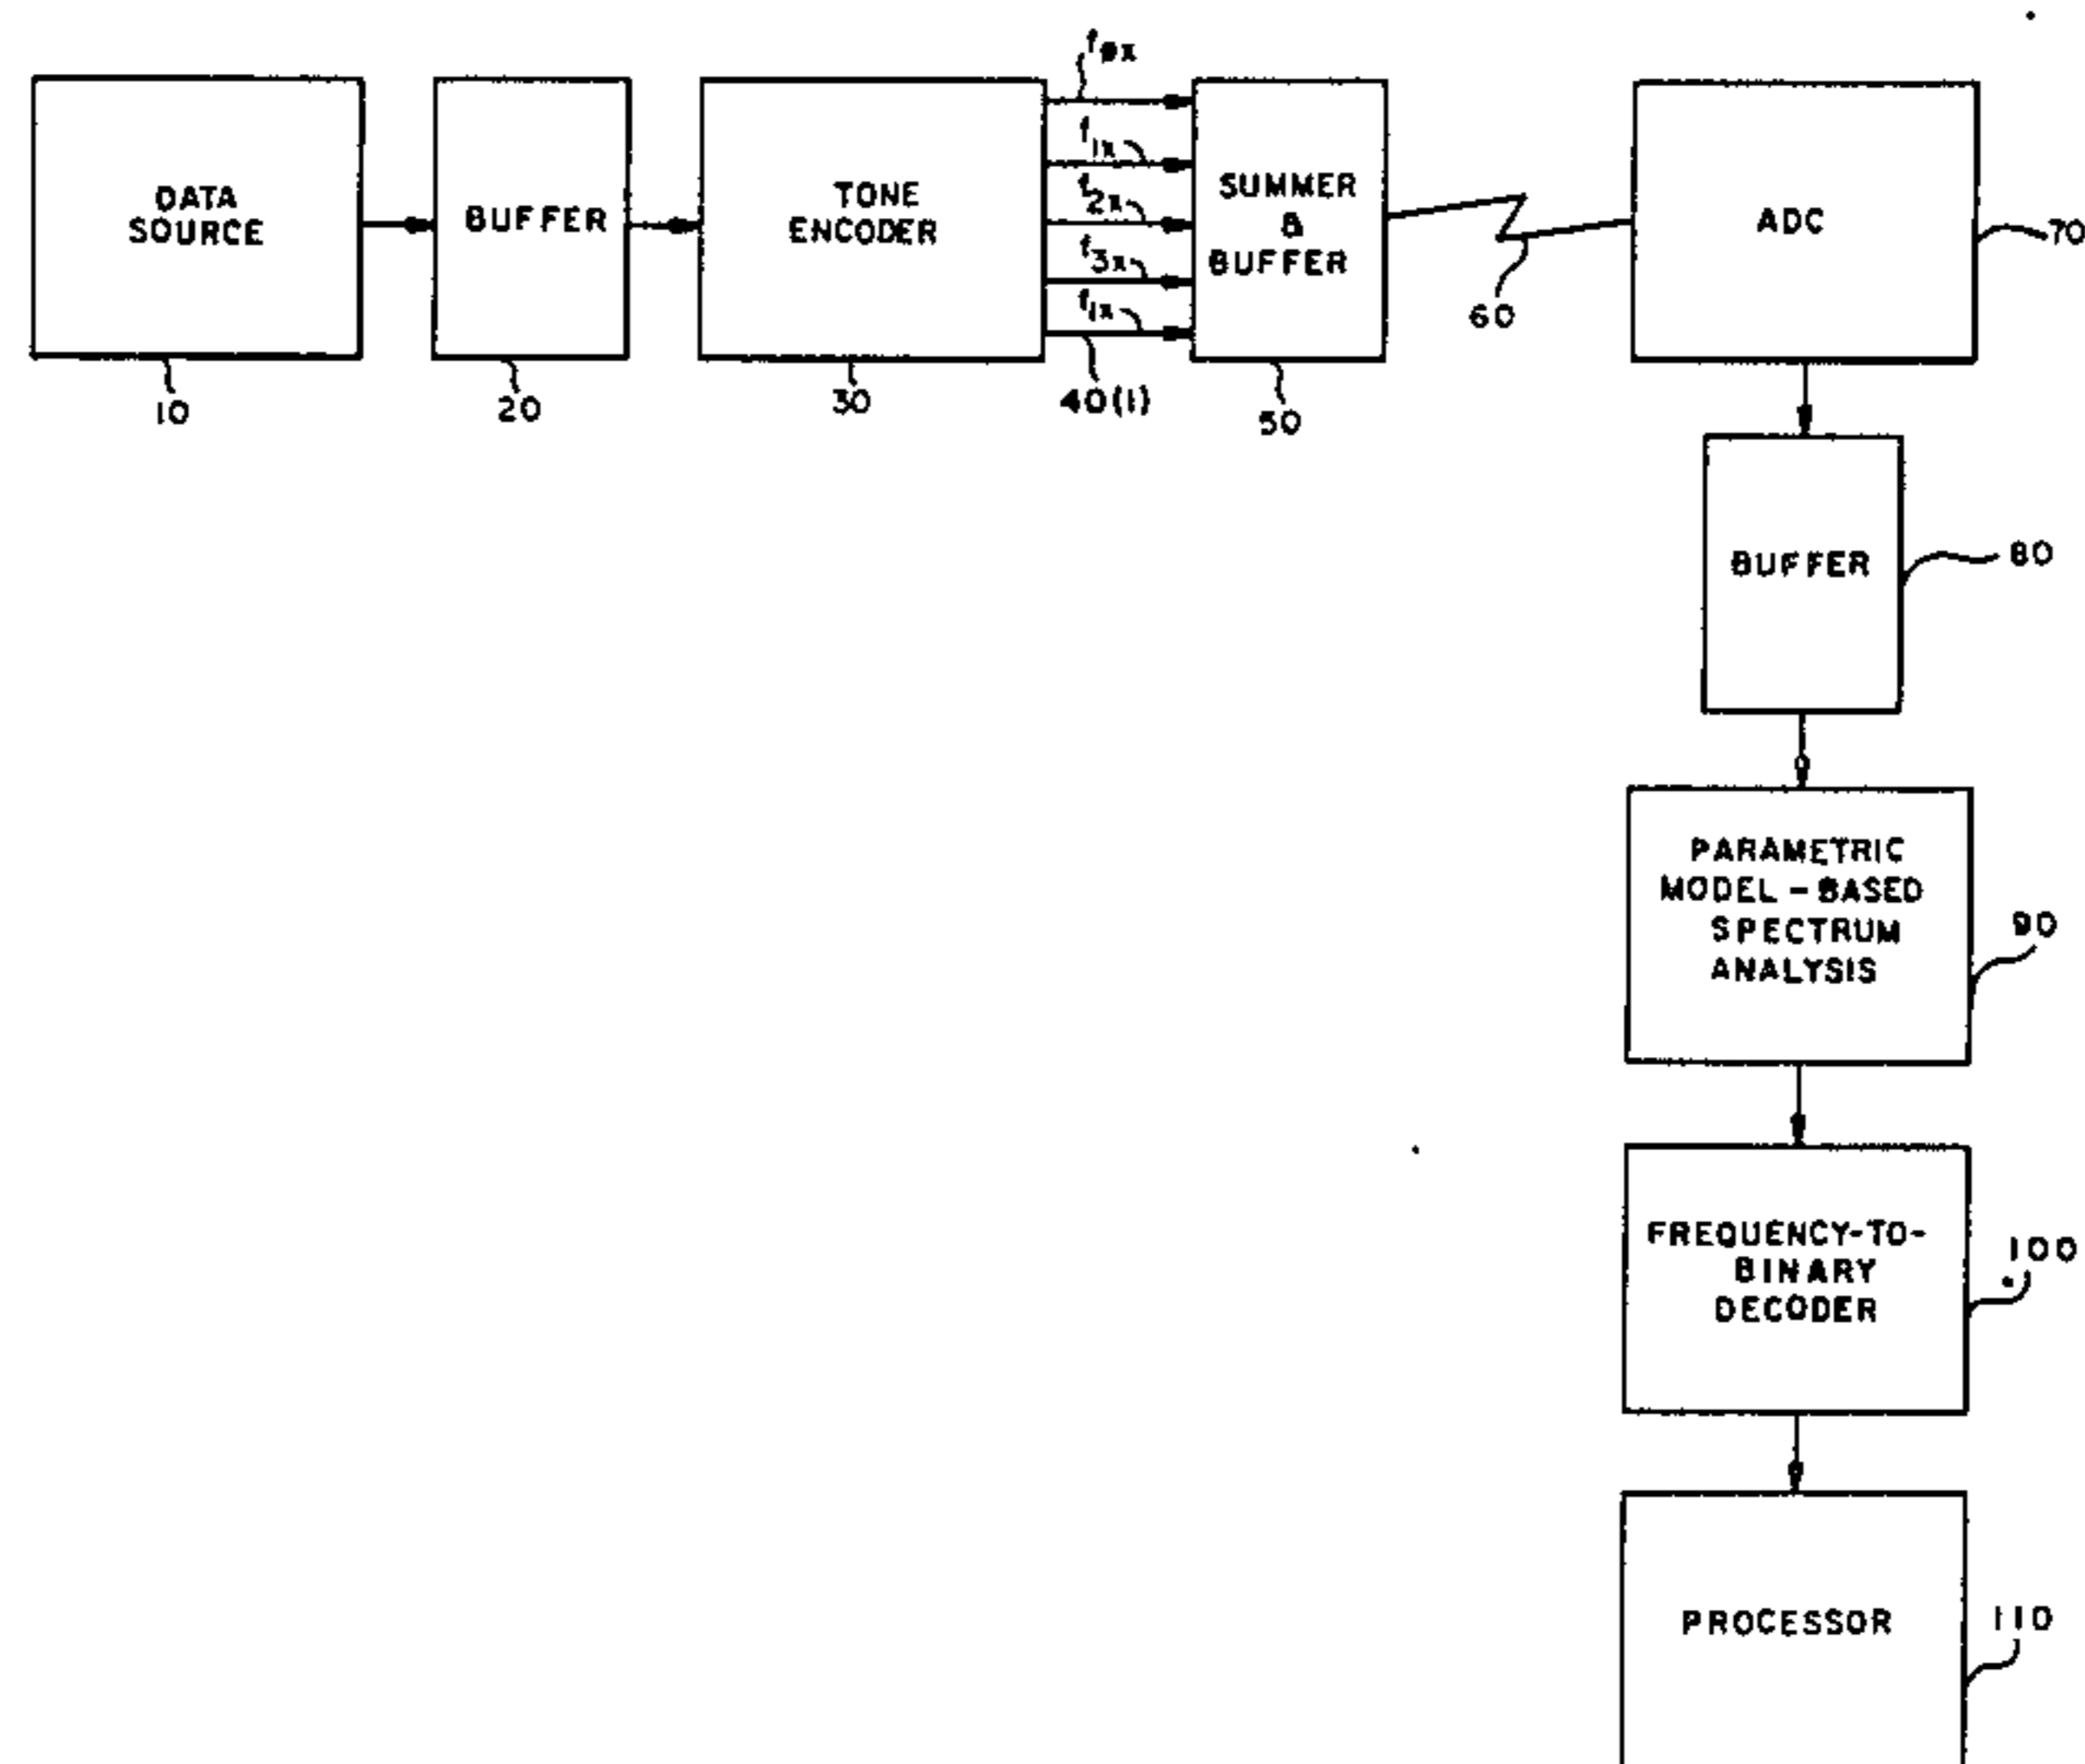 DATA
SOURCE
10
BUFFER
20
TONE
ENCODER
30
f0x
f1x
f2x
f3x
f1x
40(1)
SUMMER
&
BUFFER
50
60
ADC
70
BUFFER
80
PARAMETRIC
MODEL-BASED
SPECTRUM
ANALYSIS
90
FREQUENCY-TO-
BINARY
DECODER
100
PROCESSOR
110